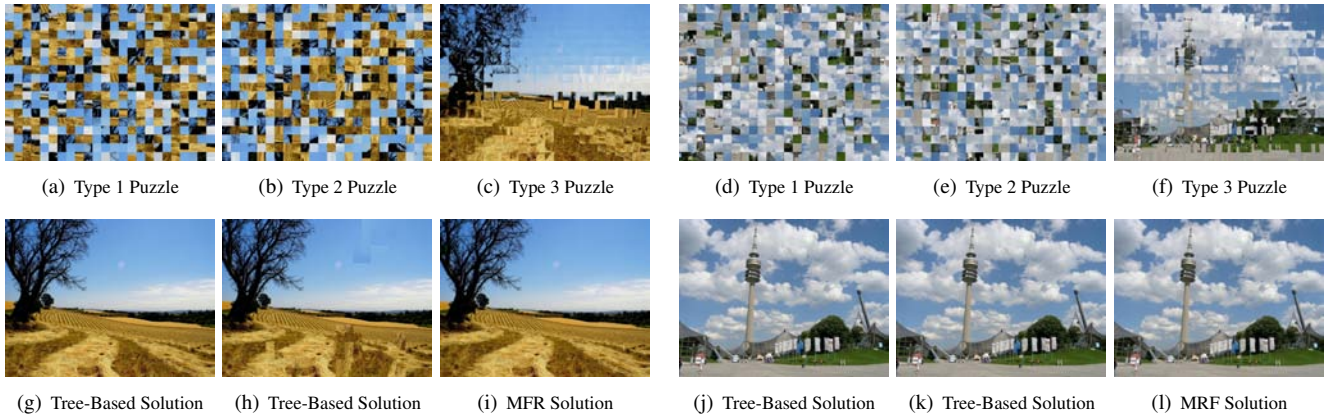 (a) Type 1 Puzzle
(b) Type 2 Puzzle
(c) Type 3 Puzzle
(d) Type 1 Puzzle
(e) Type 2 Puzzle
(f) Type 3 Puzzle
(g) Tree-Based Solution
(h) Tree-Based Solution
(i) MFR Solution
(j) Tree-Based Solution
(k) Tree-Based Solution
(l) MRF Solution